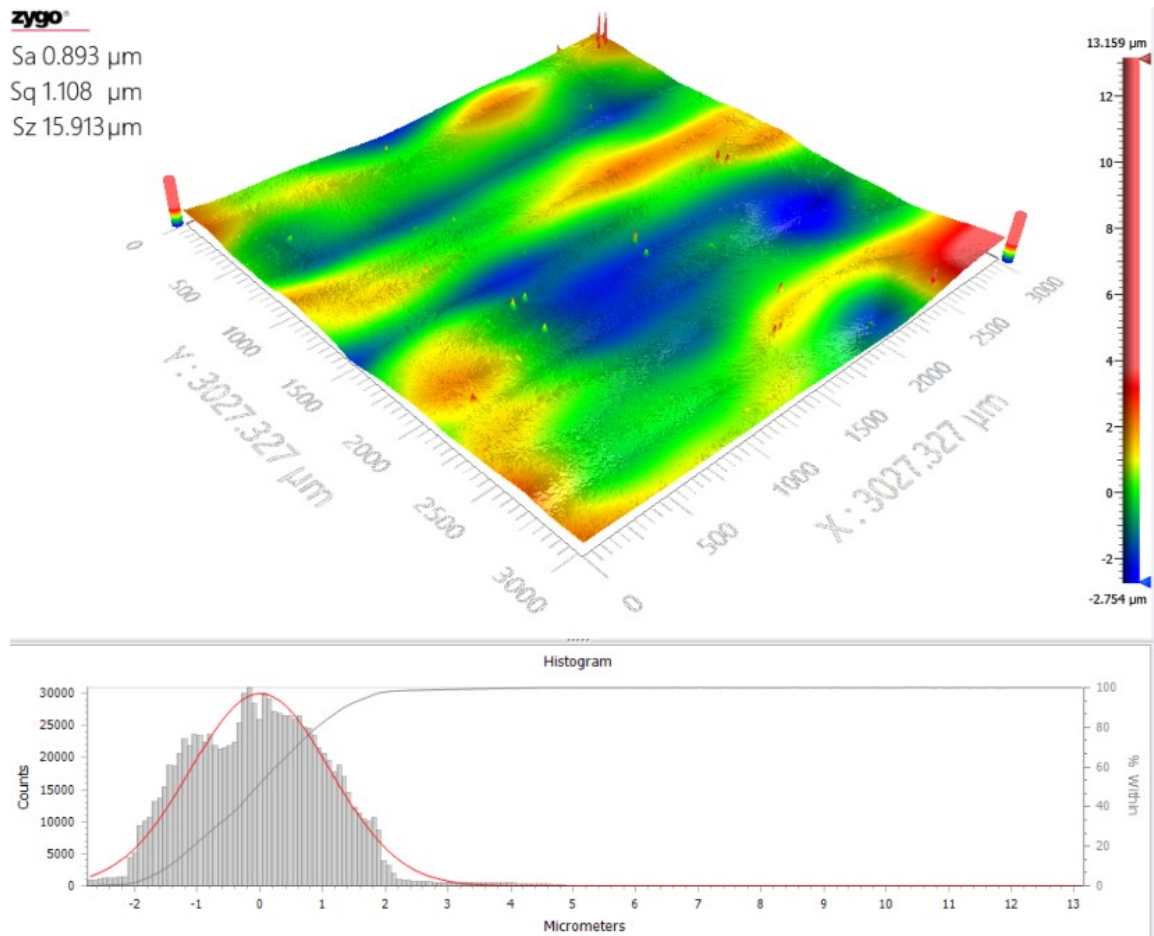 zygo
Sa 0.893 µm
Sq 1.108 µm
Sz 15.913 µm
13.159 µm
12
10
8
6
4
2
0
-2
-2.754 µm
0
500
1000
1500
2000
2500
3000
Y: 3027.327 µm
0
500
1000
1500
2000
2500
3000
X: 3027.327 µm
Histogram
Counts
30000
25000
20000
15000
10000
5000
0
-2 -1 0 1 2 3 4 5 6 7 8 9 10 11 12 13
Micrometers
100
80
60
40
20
0
% Within